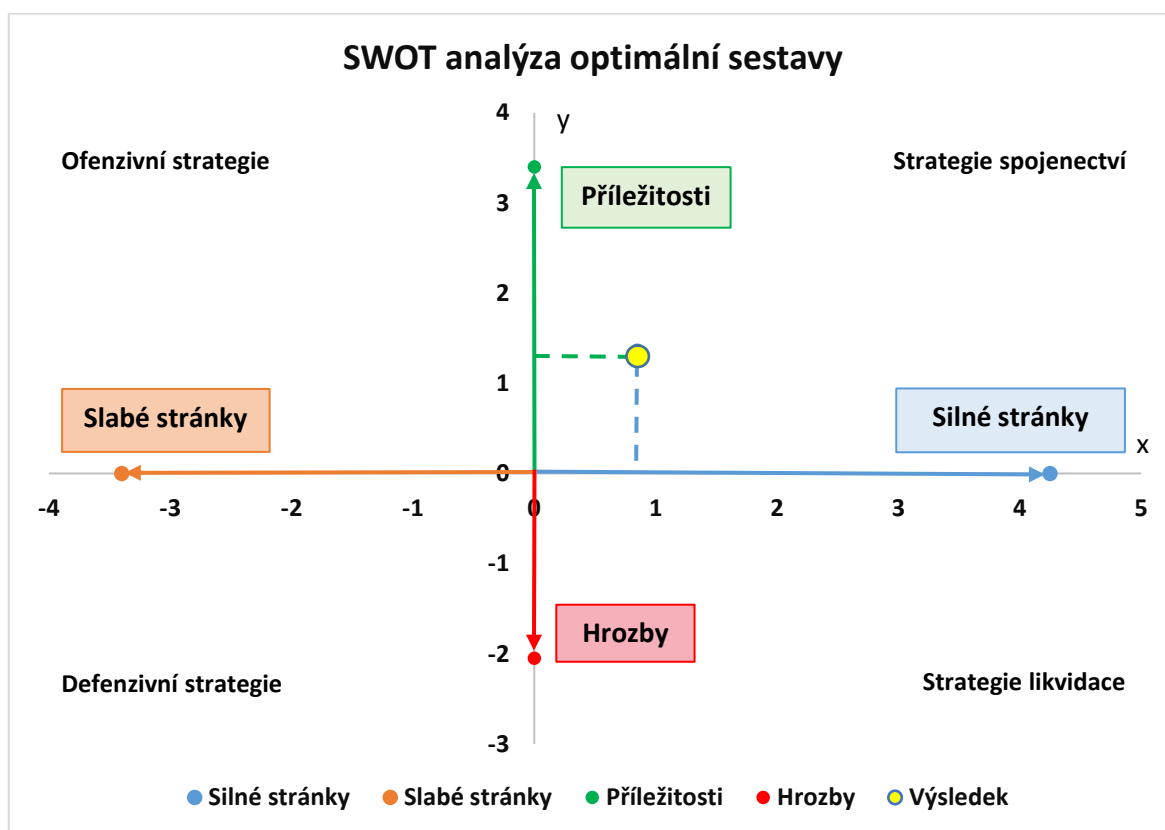 SWOT analýza optimální sestavy
4
y
Ofenzivní strategie
Strategie spojenectví
Příležitosti
3
2
1
Slabé stránky
Silné stránky
x
0
-4 -3 -2 -1 0 1 2 3 4 5
-1
Hrozby
-2
Defenzivní strategie
Strategie likvidace
-3
Silné stránky Slabé stránky Příležitosti Hrozby Výsledek